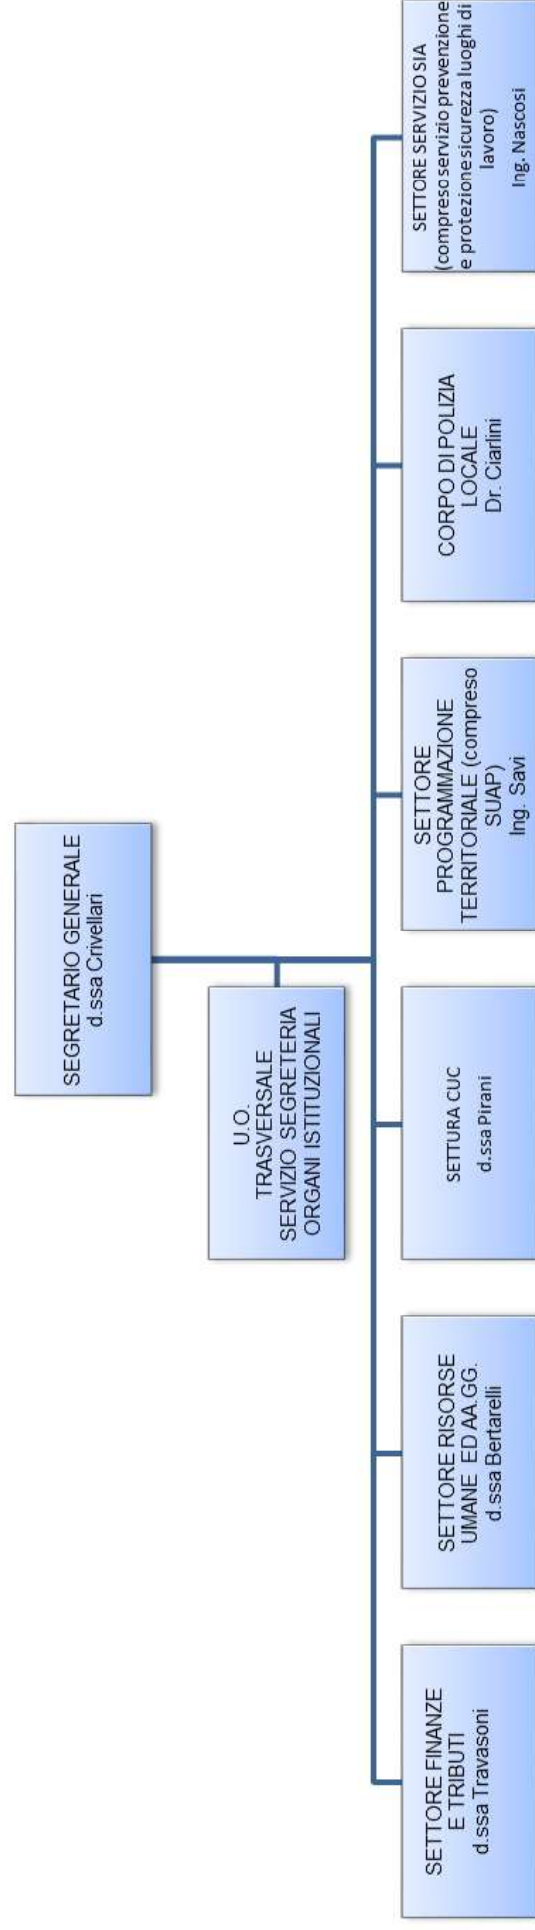 SEGRETARIO GENERALE
d.ssa Crivellari
U.O.
TRASVERSALE
SERVIZIO SEGRETERIA
ORGANI ISTITUZIONALI
SETTORE FINANZE
E TRIBUTI
d.ssa Travasoni
SETTORE RISORSE
UMANE ED AA.GG.
d.ssa Bertarelli
SETTURA CUC
d.ssa Pirani
SETTORE
PROGRAMMAZIONE
TERRITORIALE (compreso
SUAP)
Ing. Savi
CORPO DI POLIZIA
LOCALE
Dr. Ciarlini
SETTORE SERVIZIO SIA
(compreso servizio prevenzione
e protezione sicurezza luoghi di
lavoro)
Ing. Nascosi